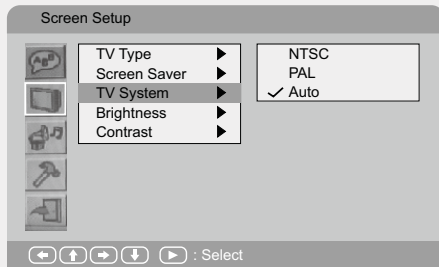 Screen Setup
TV Type
Screen Saver
TV System
Brightness
Contrast
NTSC
PAL
✓ Auto
: Select